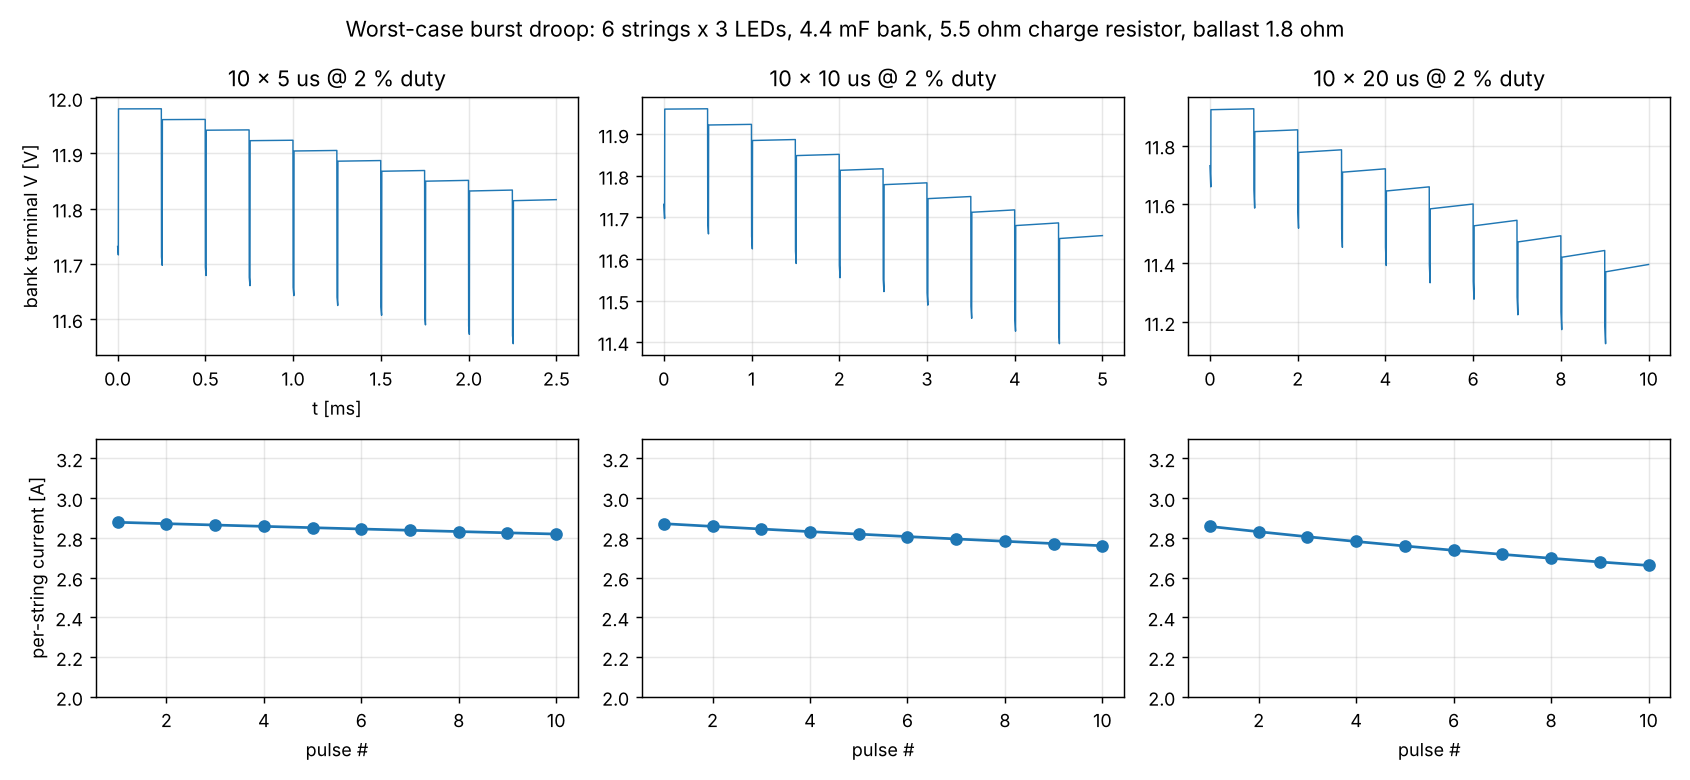 Worst-case burst droop: 6 strings x 3 LEDs, 4.4 mF bank, 5.5 ohm charge resistor, ballast 1.8 ohm
10 × 5 us @ 2 % duty
10 × 10 us @ 2 % duty
10 × 20 us @ 2 % duty
bank terminal V [V]
12.0
11.9
11.8
11.7
11.6
0.0 0.5 1.0 1.5 2.0 2.5
t [ms]
11.9
11.8
11.7
11.6
11.5
11.4
0 1 2 3 4 5
11.8
11.6
11.4
11.2
0 2 4 6 8 10
per-string current [A]
3.2
3.0
2.8
2.6
2.4
2.2
2.0
2 4 6 8 10
pulse #
3.2
3.0
2.8
2.6
2.4
2.2
2.0
2 4 6 8 10
pulse #
3.2
3.0
2.8
2.6
2.4
2.2
2.0
2 4 6 8 10
pulse #